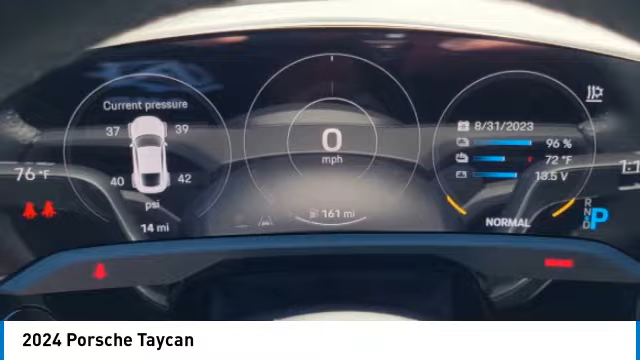 Current pressure
37 39
40 42
psi
14 mi
76°F
0
mph
161 mi
8/31/2023
96 %
72 °F
13.5 V
NORMAL
R
N
D
P
2024 Porsche Taycan